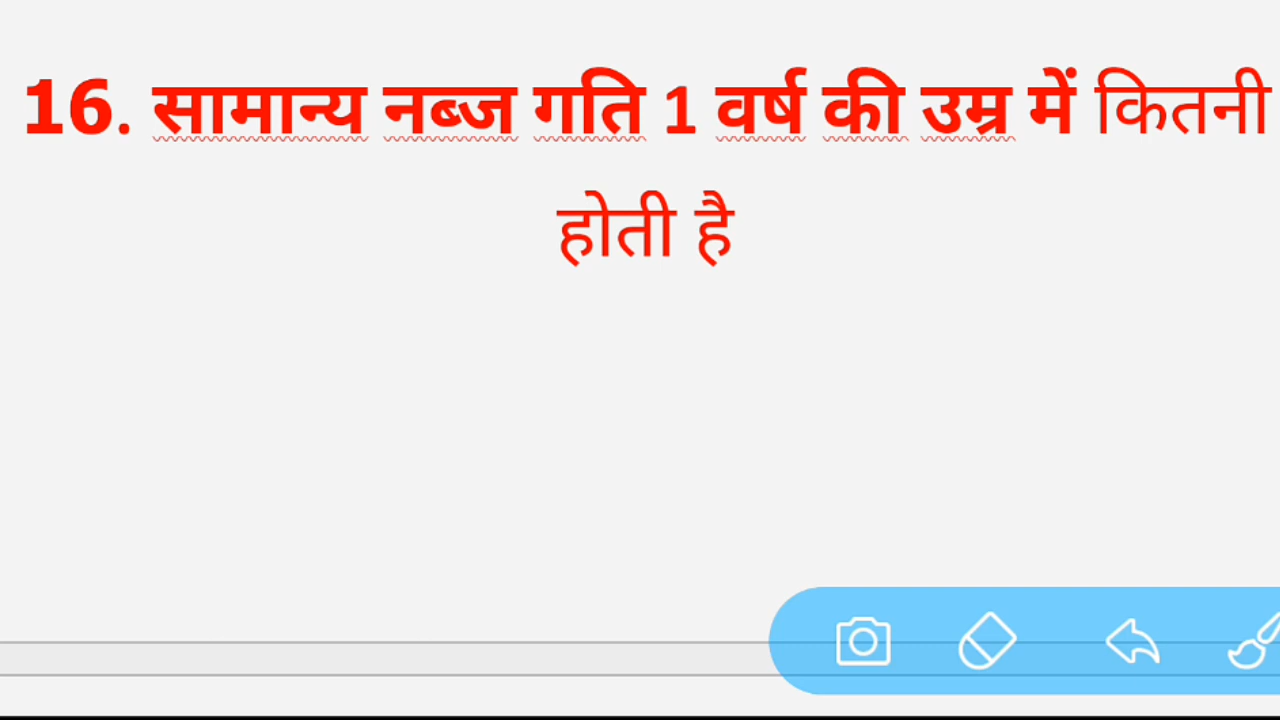 16. सामान्य नब्ज गति 1 वर्ष की उम्र में कितनी
होती है